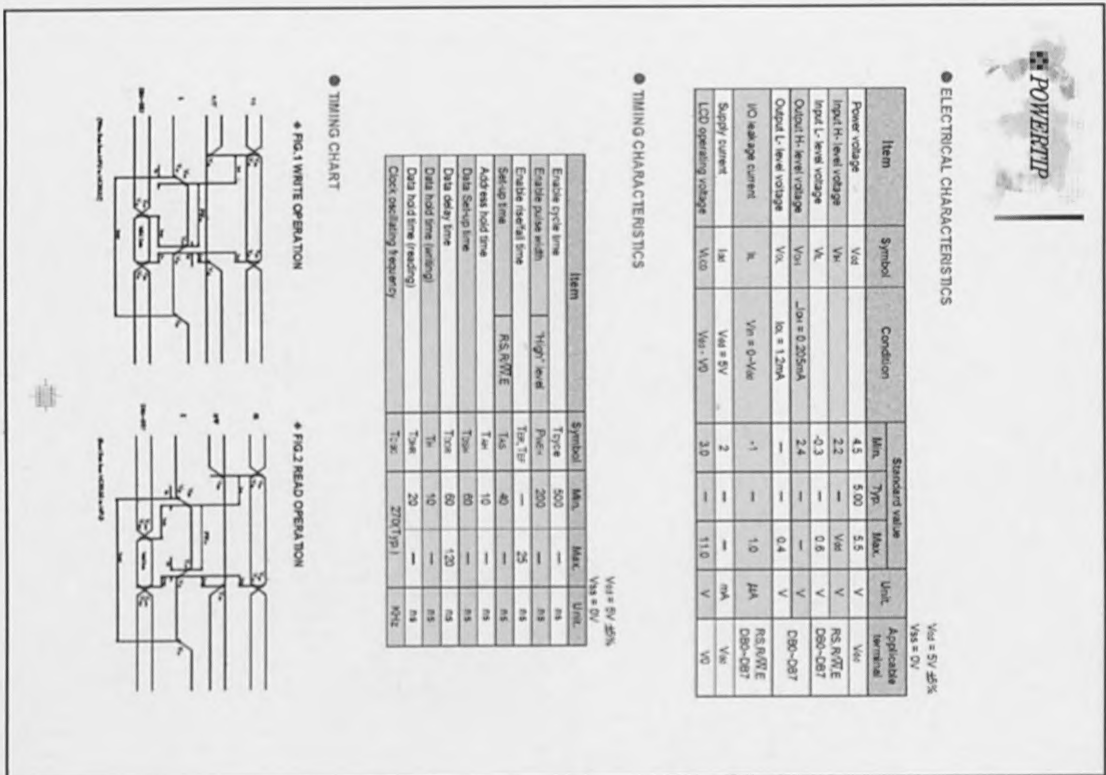 POWERTIP
● ELECTRICAL CHARACTERISTICS
Vdd = 5V ±5%
Vss = 0V
Item Symbol Condition Standard value Unit. Applicable terminal
Min. Typ. Max.
Power voltage Vdd 4.5 5.00 5.5 V Vdd
Input H- level voltage VIH 2.2 — Vdd V RS,R/W,E
Input L- level voltage VIL -0.3 — 0.6 V DB0~DB7
Output H- level voltage VOH -IOH = 0.205mA 2.4 — — V DB0~DB7
Output L- level voltage VOL IOL = 1.2mA — — 0.4 V
I/O leakage current IIL Vin = 0~Vdd -1 — 1.0 µA RS,R/W,E DB0~DB7
Supply current Idd Vdd = 5V 2 — mA Vdd
LCD operating voltage VLCD Vdd - V0 3.0 — 11.0 V V0
● TIMING CHARACTERISTICS
Vdd = 5V ±5%
Vss = 0V
Item Symbol Min. Max. Unit.
Enable cycle time Tcyce 500 — ns
Enable pulse width "High" level PWEH 200 — ns
Enable rise/fall time TER,TEF — 25 ns
Set-up time RS,R/W,E TAS 40 — ns
Address hold time TAH 10 — ns
Data Set-up time TDSH 60 — ns
Data delay time TDDR 60 120 ns
Data hold time (writing) TH 10 — ns
Data hold time (reading) TDHR 20 — ns
Clock oscillating frequency TOSC 270(Typ.) KHz
● TIMING CHART
◆ FIG.1 WRITE OPERATION
◆ FIG.2 READ OPERATION